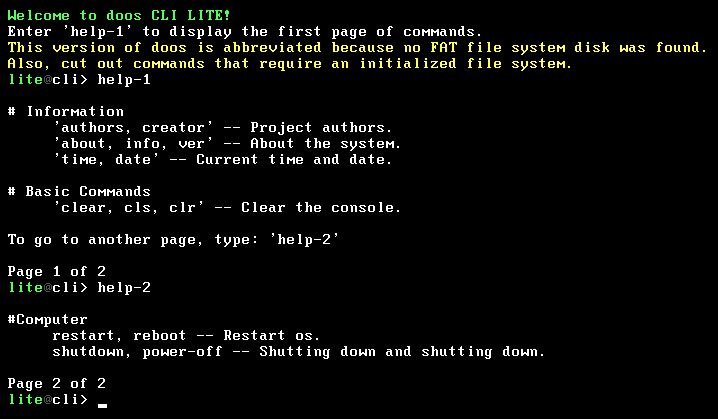 Welcome to doos CLI LITE!
Enter 'help-1' to display the first page of commands.
This version of doos is abbreviated because no FAT file system disk was found.
Also, cut out commands that require an initialized file system.
lite@cli> help-1
# Information
'authors, creator' -- Project authors.
'about, info, ver' -- About the system.
'time, date' -- Current time and date.
# Basic Commands
'clear, cls, clr' -- Clear the console.
To go to another page, type: 'help-2'
Page 1 of 2
lite@cli> help-2
#Computer
restart, reboot -- Restart os.
shutdown, power-off -- Shutting down and shutting down.
Page 2 of 2
lite@cli> _